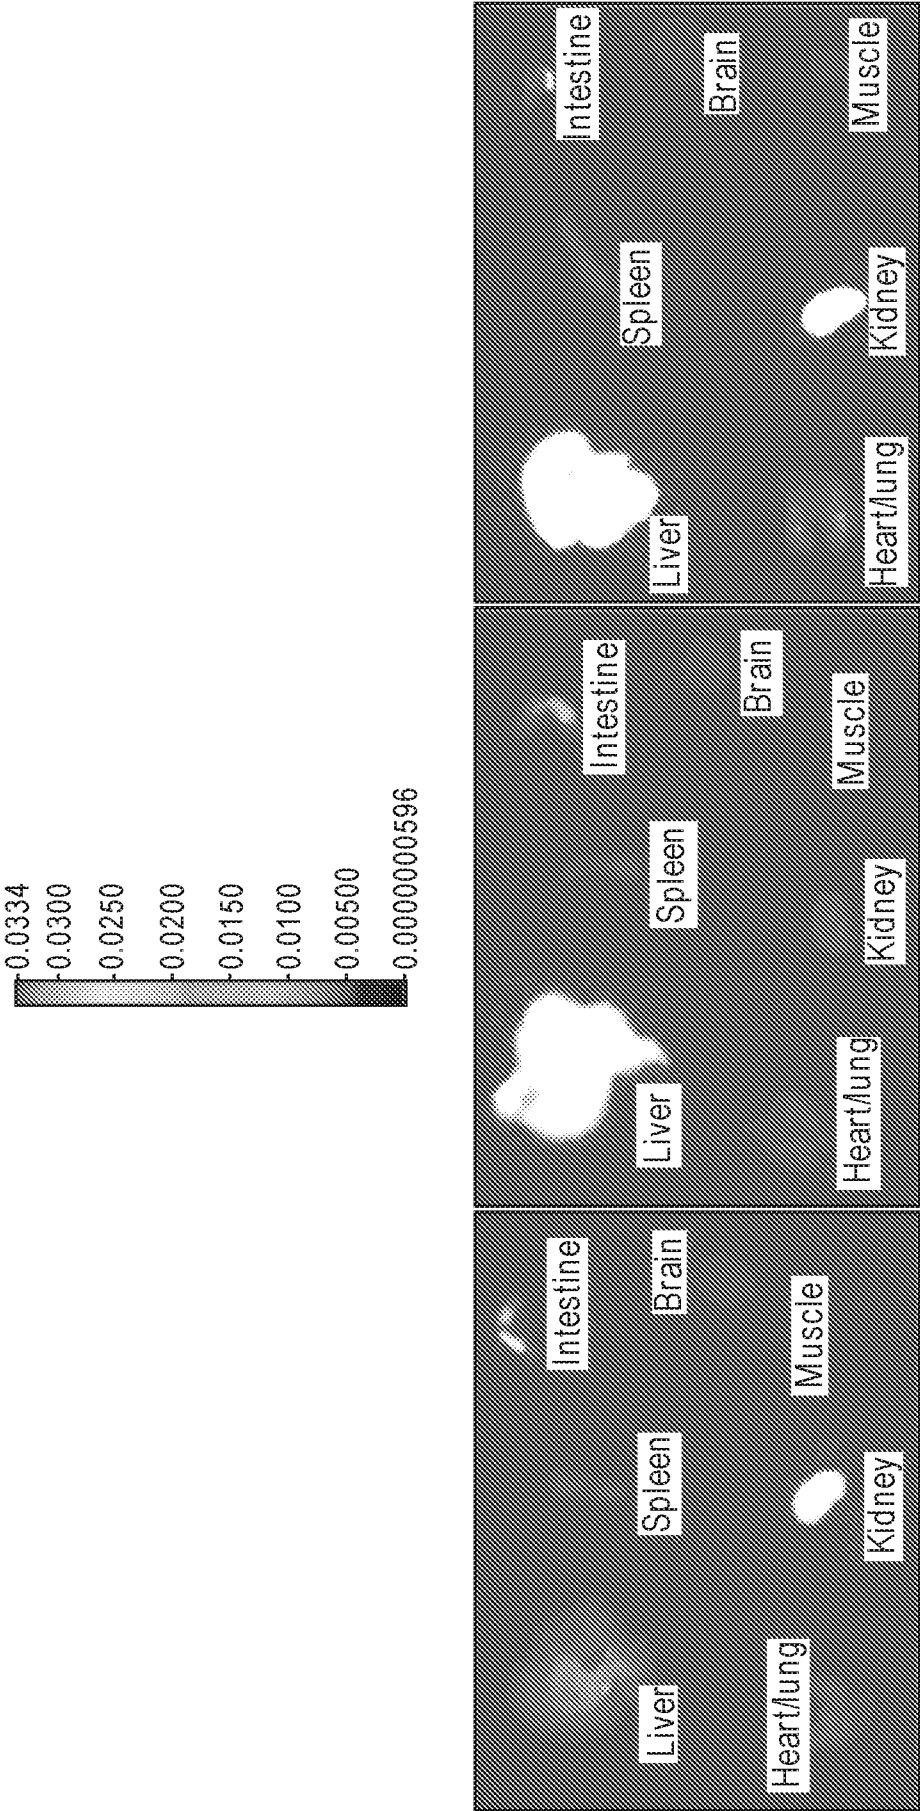 0.0334
0.0300
0.0250
0.0200
0.0150
0.0100
0.00500
0.0000000596
Intestine
Liver
Spleen
Brain
Heart/lung
Muscle
Kidney
Intestine
Liver
Spleen
Brain
Heart/lung
Kidney
Muscle
Intestine
Spleen
Liver
Brain
Heart/lung
Kidney
Muscle